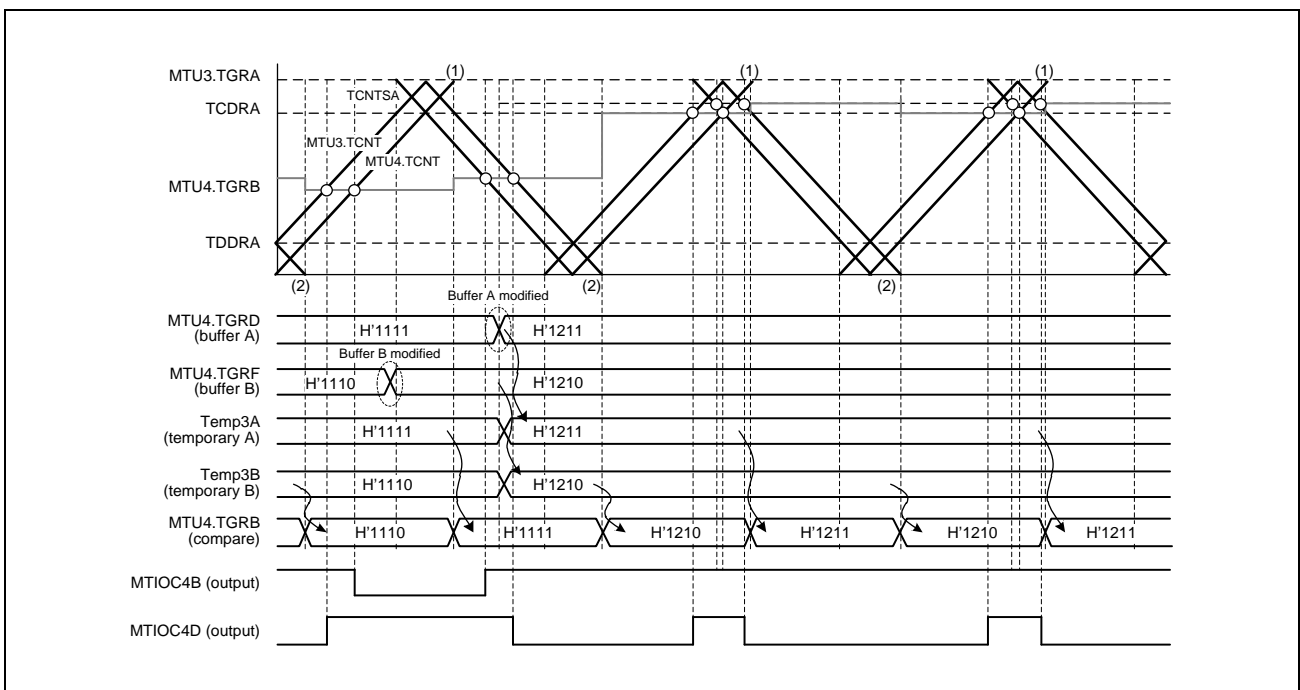 MTU3.TGRA
(1)
(1)
(1)
TCNTSA
TCDRA
MTU3.TCNT
MTU4.TCNT
MTU4.TGRB
TDDRA
(2)
(2)
(2)
Buffer A modified
MTU4.TGRD
(buffer A)
H'1111
H'1211
Buffer B modified
MTU4.TGRF
(buffer B)
H'1110
H'1210
Temp3A
(temporary A)
H'1111
H'1211
Temp3B
(temporary B)
H'1110
H'1210
MTU4.TGRB
(compare)
H'1110
H'1111
H'1210
H'1211
H'1210
H'1211
MTIOC4B (output)
MTIOC4D (output)